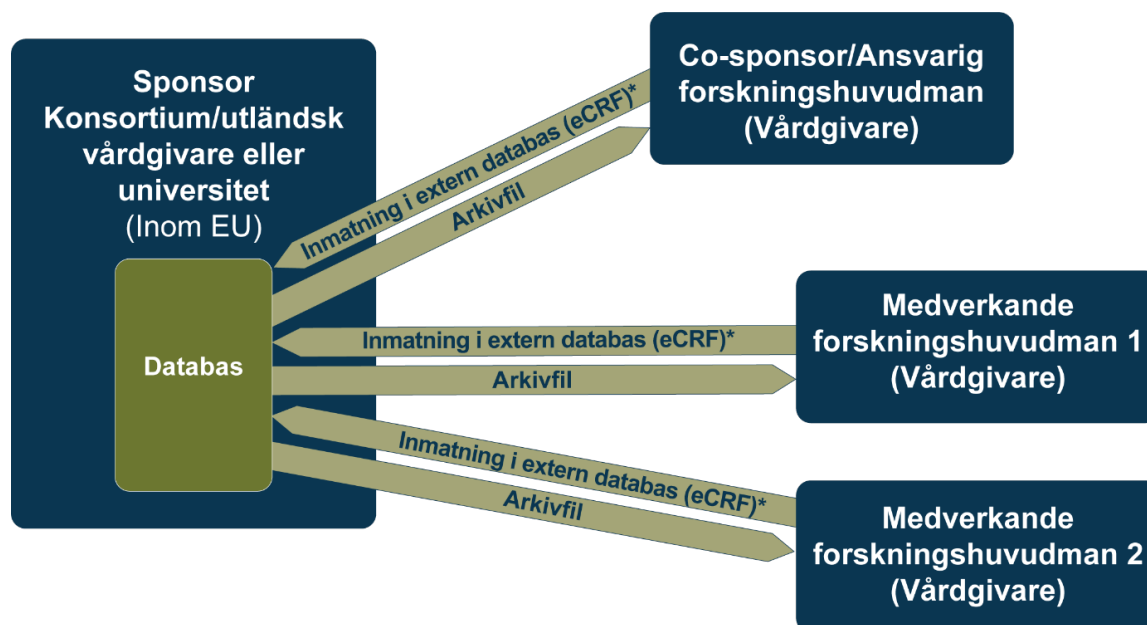 Sponsor
Konsortium/utländsk
vårdgivare eller
universitet
(Inom EU)
Databas
Co-sponsor/Ansvarig
forskningshuvudman
(Vårdgivare)
Inmatning i extern databas (eCRF)*
Arkivfil
Medverkande
forskningshuvudman 1
(Vårdgivare)
Inmatning i extern databas (eCRF)*
Arkivfil
Medverkande
forskningshuvudman 2
(Vårdgivare)
Inmatning i extern databas (eCRF)*
Arkivfil